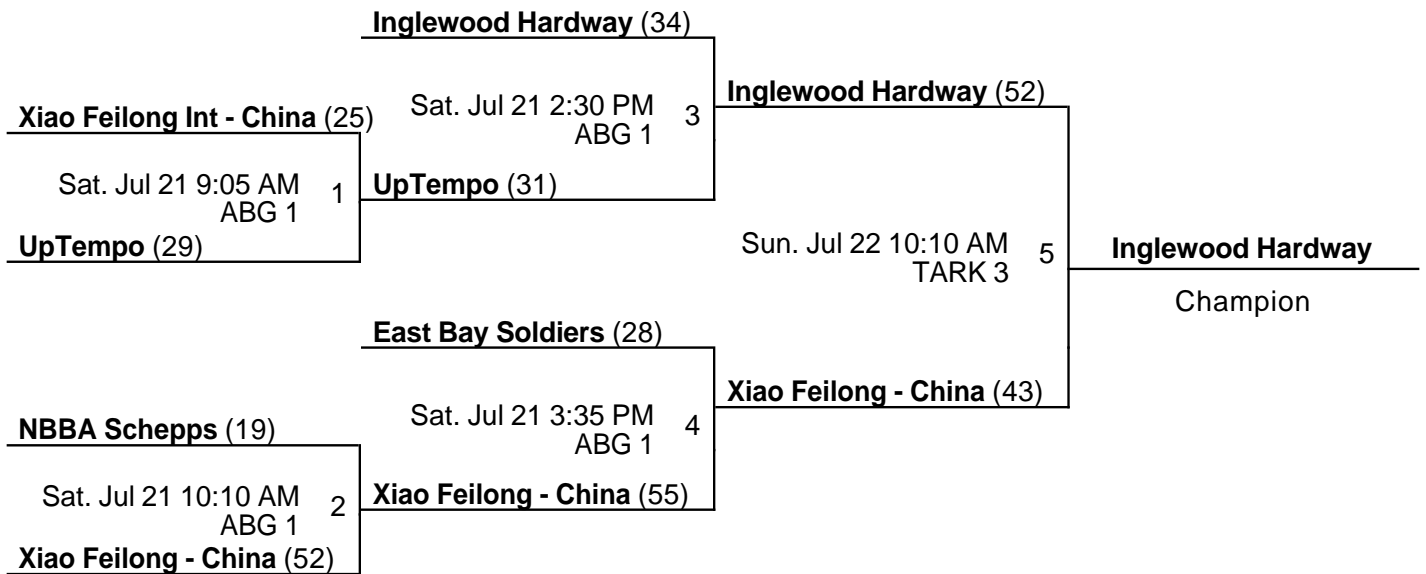 Inglewood Hardway (34)
Sat. Jul 21 2:30 PM
ABG 1
3
Inglewood Hardway (52)
Xiao Feilong Int - China (25)
Sat. Jul 21 9:05 AM
ABG 1
1
UpTempo (31)
UpTempo (29)
Sun. Jul 22 10:10 AM
TARK 3
5
Inglewood Hardway
Champion
East Bay Soldiers (28)
Sat. Jul 21 3:35 PM
ABG 1
4
Xiao Feilong - China (43)
NBBA Schepps (19)
Sat. Jul 21 10:10 AM
ABG 1
2
Xiao Feilong - China (55)
Xiao Feilong - China (52)